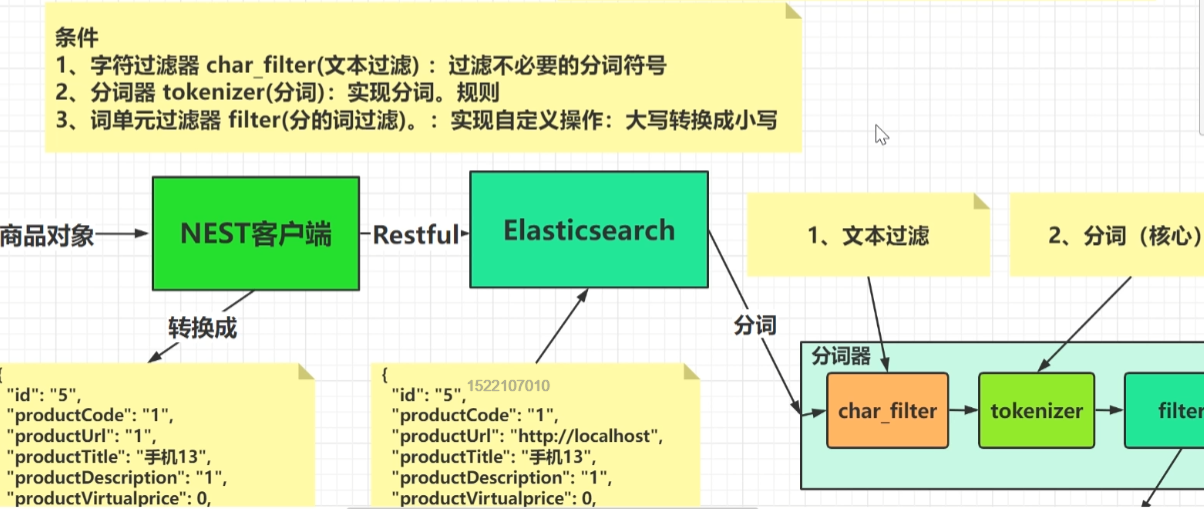 条件
1、字符过滤器 char_filter(文本过滤) ：过滤不必要的分词符号
2、分词器 tokenizer(分词)：实现分词。规则
3、词单元过滤器 filter(分的词过滤)。：实现自定义操作：大写转换成小写
商品对象
NEST客户端
Restful
Elasticsearch
1、文本过滤
2、分词（核心）
转换成
分词
分词器
char_filter
tokenizer
filter
{
"id": "5",
"productCode": "1",
"productUrl": "1",
"productTitle": "手机13",
"productDescription": "1",
"productVirtualprice": 0,
{
"id": "5",
1522107010
"productCode": "1",
"productUrl": "http://localhost",
"productTitle": "手机13",
"productDescription": "1",
"productVirtualprice": 0,